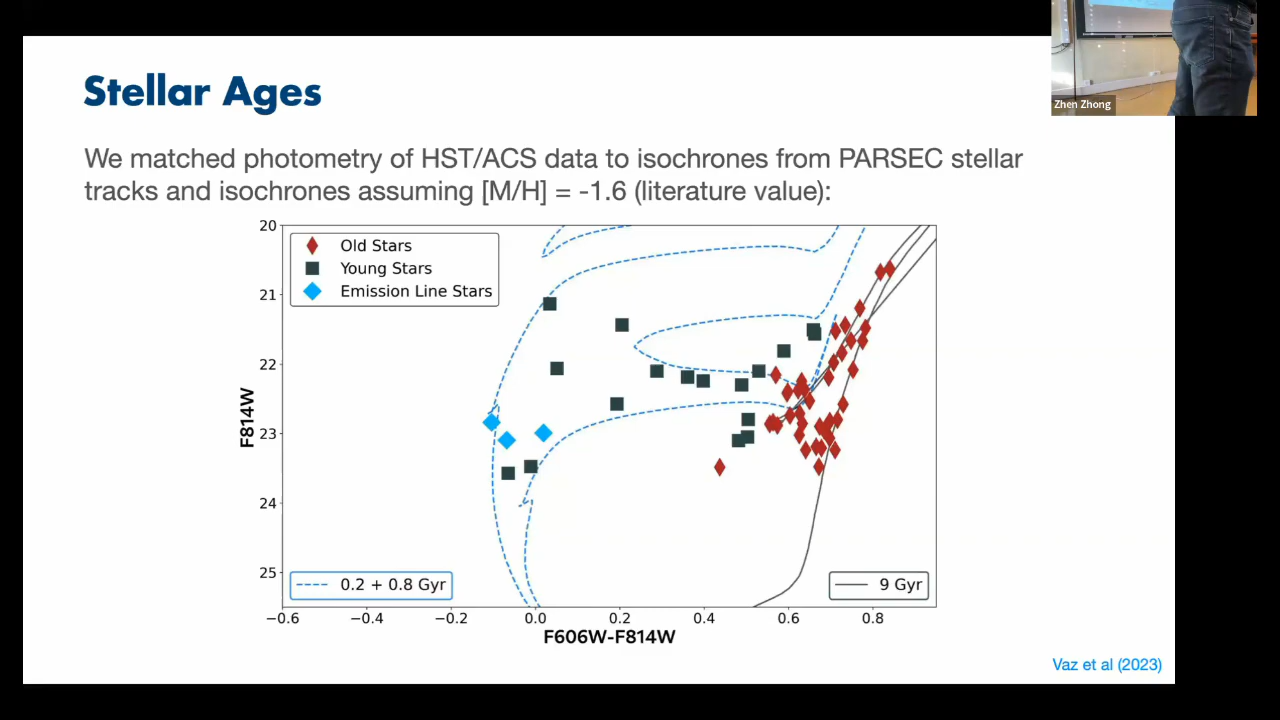 Stellar Ages
Zhen Zhong
We matched photometry of HST/ACS data to isochrones from PARSEC stellar
tracks and isochrones assuming [M/H] = -1.6 (literature value):
20
21
22
23
24
25
F814W
Old Stars
Young Stars
Emission Line Stars
0.2 + 0.8 Gyr
9 Gyr
−0.6 −0.4 −0.2 0.0 0.2 0.4 0.6 0.8
F606W-F814W
Vaz et al (2023)